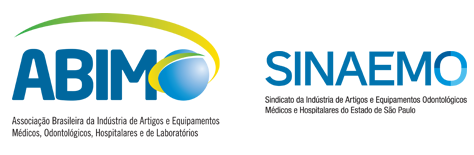 ABIMO
Associação Brasileira da Indústria de Artigos e Equipamentos
Médicos, Odontológicos, Hospitalares e de Laboratórios
SINAEMO
Sindicato da Indústria de Artigos e Equipamentos Odontológicos
Médicos e Hospitalares do Estado de São Paulo